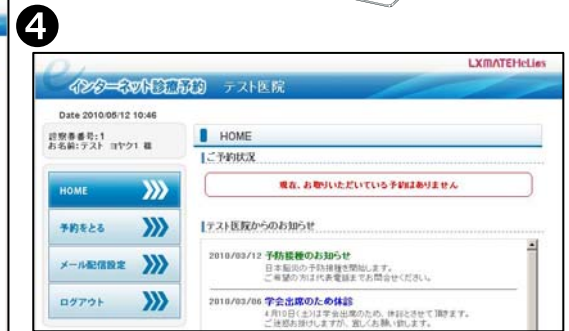 4
LXMATEHeLies
インターネット診療予約 テスト医院
Date 2010/05/12 10:46
診察券番号:1
お名前:テスト ヨヤク1 様
HOME
ご予約状況
現在、お取りいただいている予約はありません
HOME
予約をとる
メール配信設定
ログアウト
テスト医院からのお知らせ
2010/03/12 予防接種のお知らせ
日本脳炎の予防接種を開始します。
ご希望の方は代表電話までお問合せください。
2010/03/06 学会出席のため休診
4月10日(土)は学会出席のため、休診とさせて頂きます。
ご迷惑お掛けしますが、宜しくお願い致します。